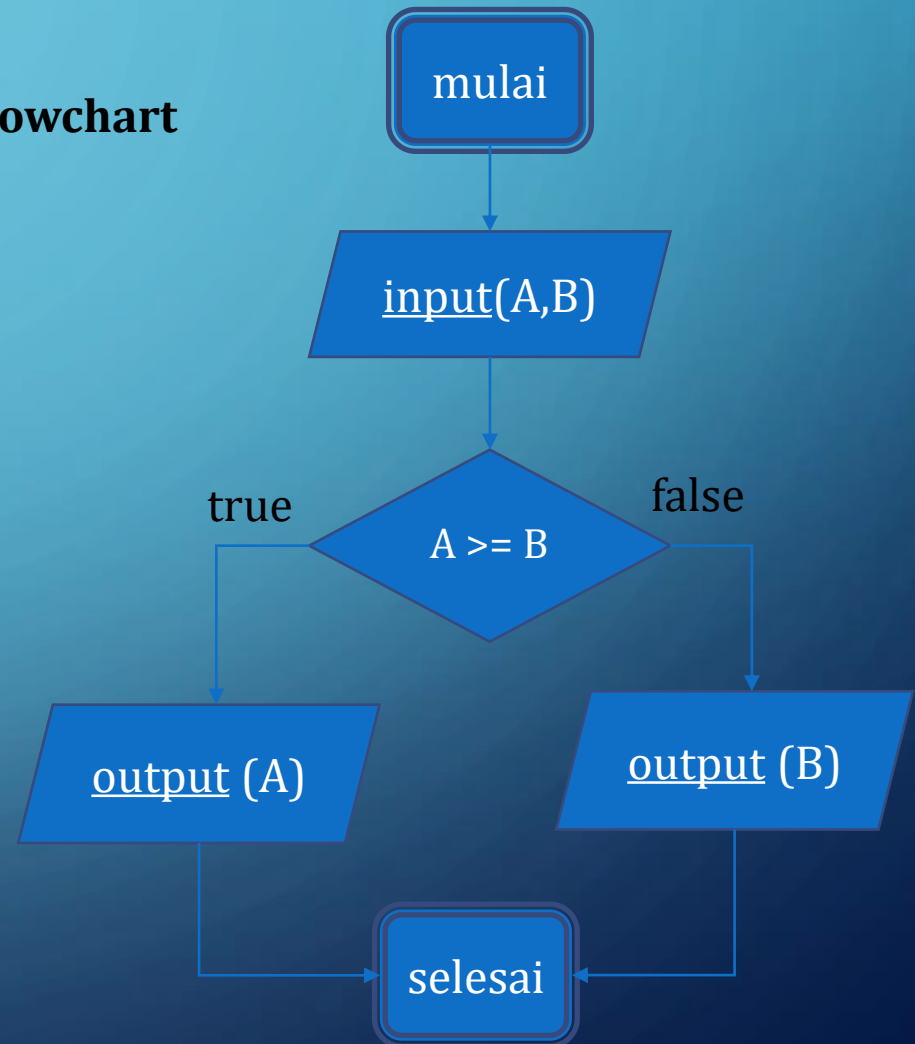 owchart
mulai
input(A,B)
true
false
A >= B
output (A)
output (B)
selesai